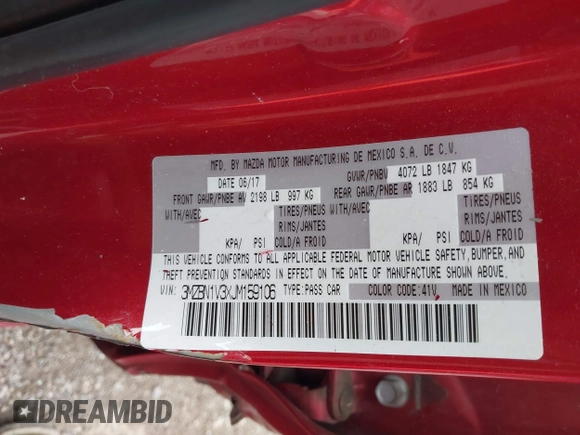 MFD. BY MAZDA MOTOR MANUFACTURING DE MEXICO S.A. DE C.V.
DATE 06/17 GVWR/PNBV 4072 LB 1847 KG
FRONT GAWR/PNBE AV 2198 LB 997 KG REAR GAWR/PNBE AR 1883 LB 854 KG
WITH/AVEC TIRES/PNEUS WITH/AVEC TIRES/PNEUS
RIMS/JANTES RIMS/JANTES
KPA/ PSI COLD/A FROID KPA/ PSI COLD/A FROID
THIS VEHICLE CONFORMS TO ALL APPLICABLE FEDERAL MOTOR VEHICLE SAFETY, BUMPER, AND
THEFT PREVENTION STANDARDS IN EFFECT ON THE DATE OF MANUFACTURE SHOWN ABOVE.
VIN: 3MZBN1V3XJM159106 TYPE: PASS CAR COLOR CODE: 41V MADE IN MEXICO
DREAMBID